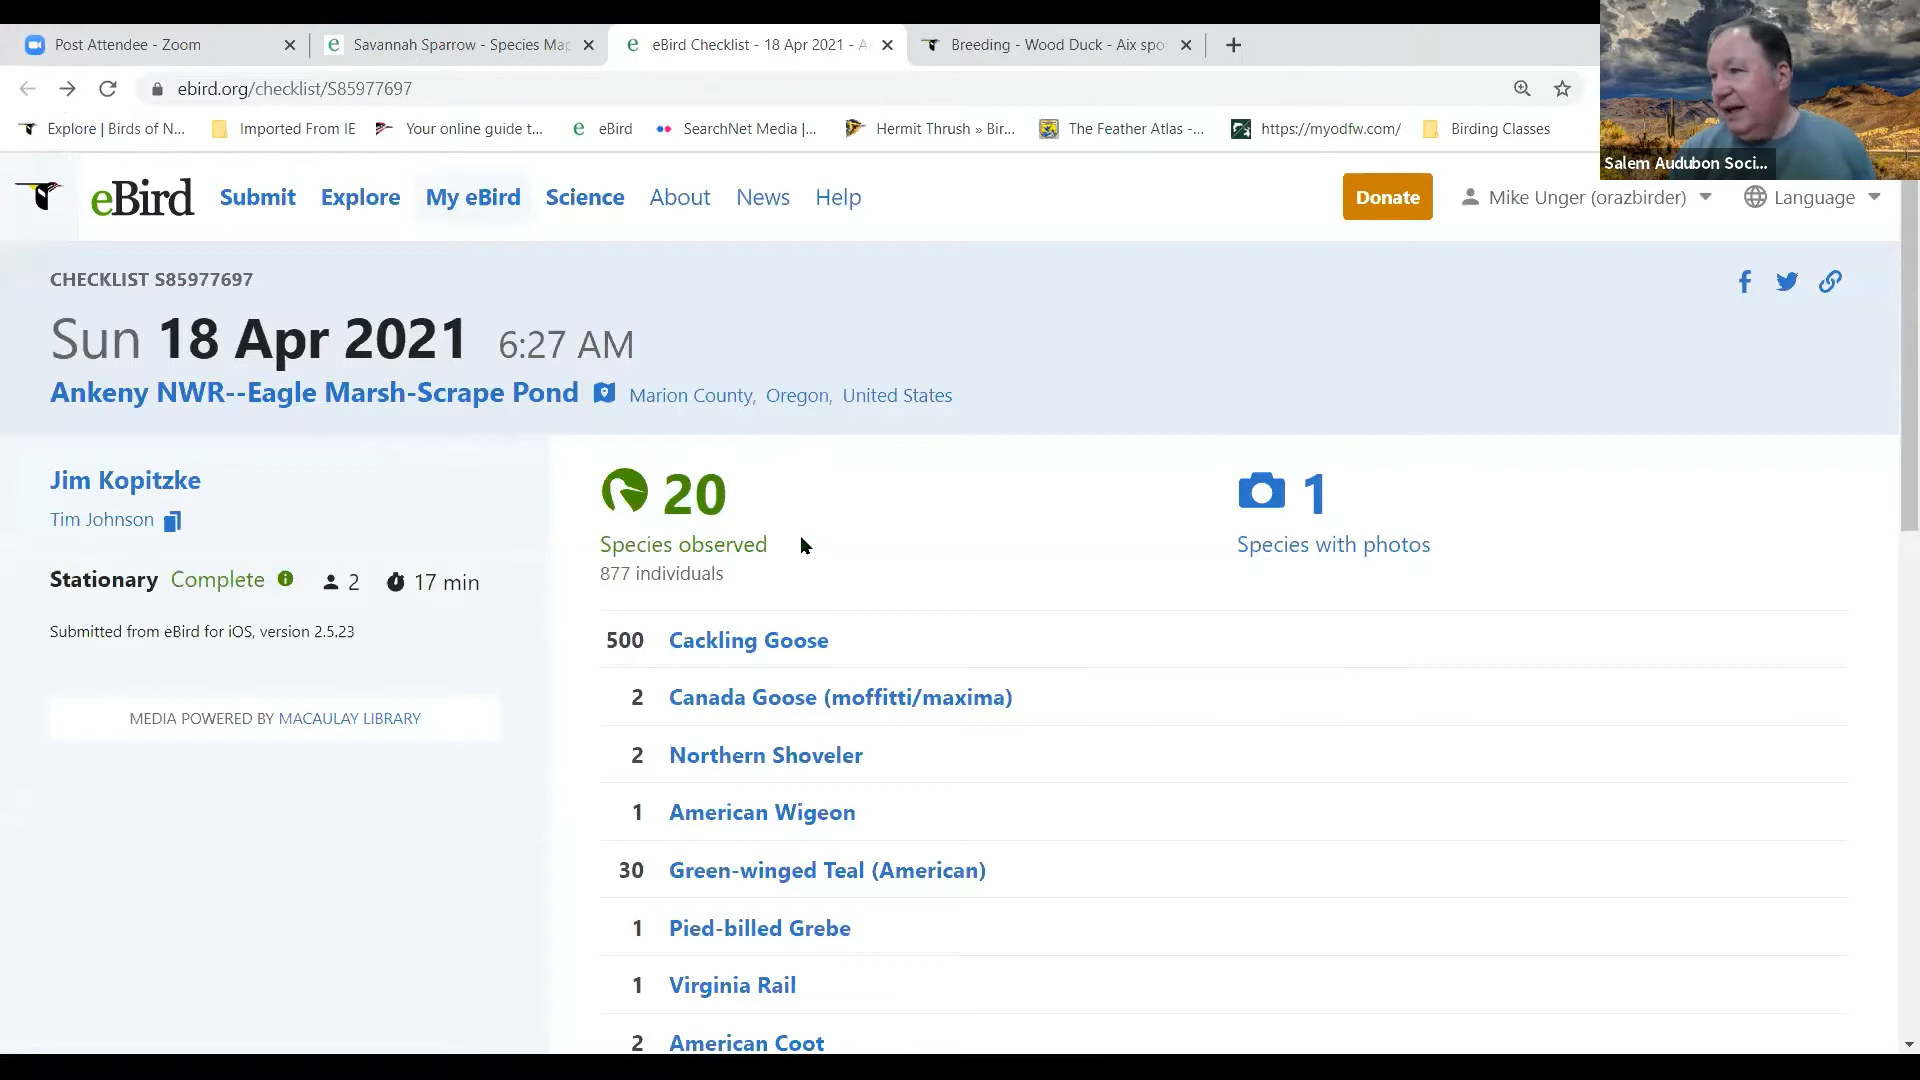 Post Attendee - Zoom
Savannah Sparrow - Species Map
eBird Checklist - 18 Apr 2021 - A
Breeding - Wood Duck - Aix spo
ebird.org/checklist/S85977697
Explore | Birds of N...
Imported From IE
Your online guide t...
eBird
SearchNet Media |...
Hermit Thrush » Bir...
The Feather Atlas -...
https://myodfw.com/
Birding Classes
Salem Audubon Soci...
eBird
Submit
Explore
My eBird
Science
About
News
Help
Donate
Mike Unger (orazbirder)
Language
CHECKLIST S85977697
Sun 18 Apr 2021 6:27 AM
Ankeny NWR--Eagle Marsh-Scrape Pond Marion County, Oregon, United States
Jim Kopitzke
Tim Johnson
Stationary Complete 2 17 min
Submitted from eBird for iOS, version 2.5.23
MEDIA POWERED BY MACAULAY LIBRARY
20
Species observed
877 individuals
1
Species with photos
500 Cackling Goose
2 Canada Goose (moffitti/maxima)
2 Northern Shoveler
1 American Wigeon
30 Green-winged Teal (American)
1 Pied-billed Grebe
1 Virginia Rail
2 American Coot